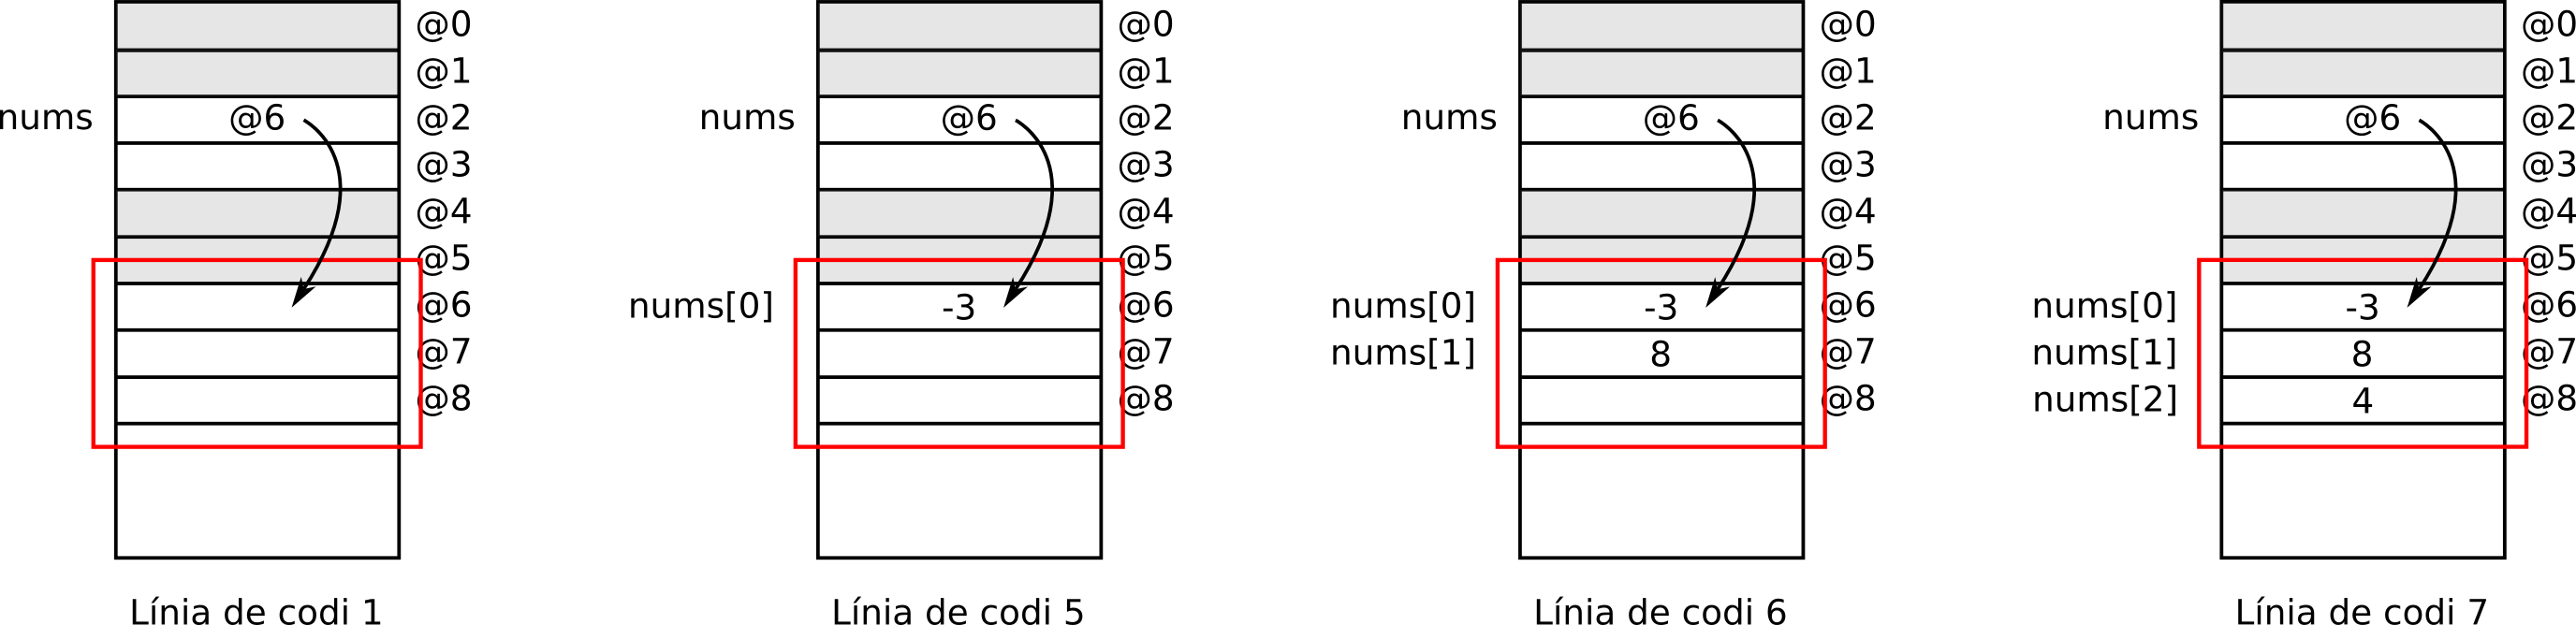 @0
@1
nums @6 @2
@3
@4
@5
@6
@7
@8
Línia de codi 1
@0
@1
nums @6 @2
@3
@4
@5
nums[0] -3 @6
@7
@8
Línia de codi 5
@0
@1
nums @6 @2
@3
@4
@5
nums[0] -3 @6
nums[1] 8 @7
@8
Línia de codi 6
@0
@1
nums @6 @2
@3
@4
@5
nums[0] -3 @6
nums[1] 8 @7
nums[2] 4 @8
Línia de codi 7